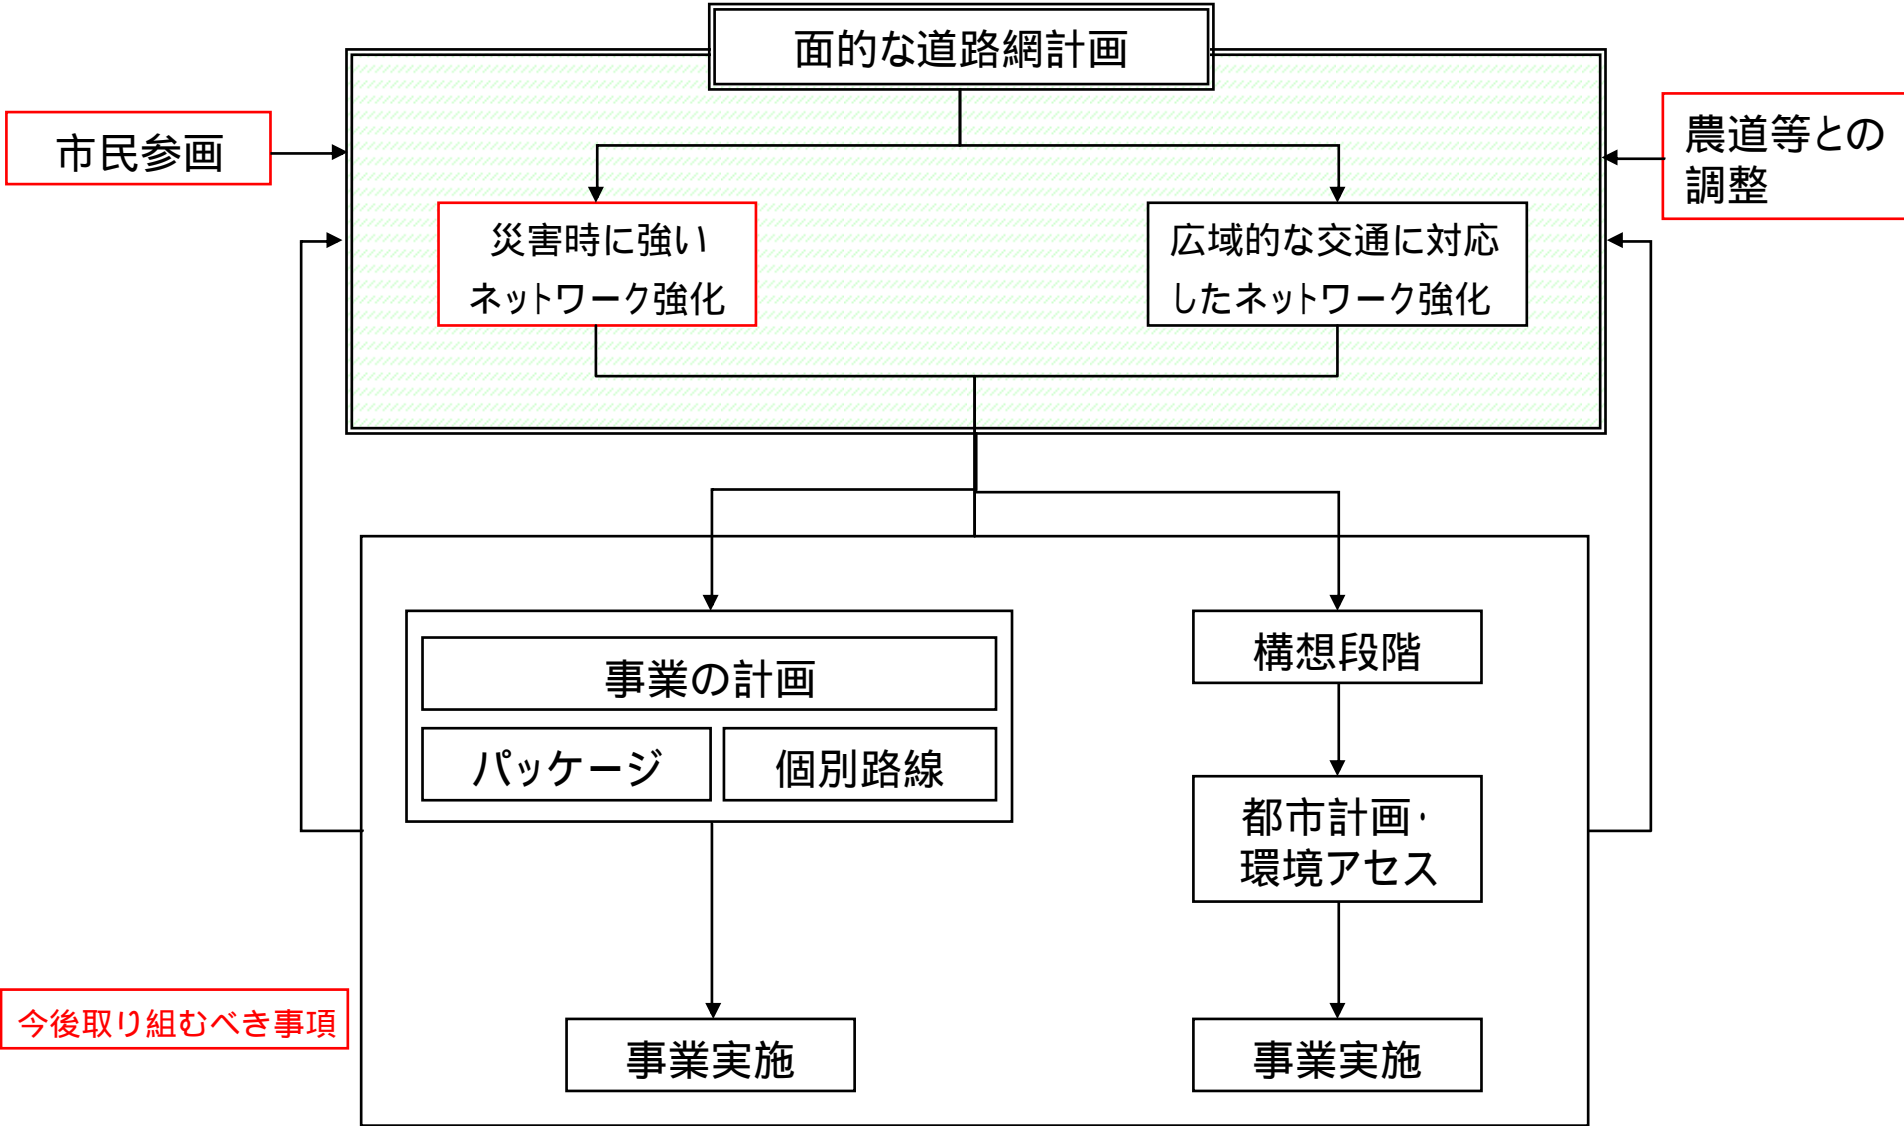 面的な道路網計画
市民参画
農道等との
調整
災害時に強い
ネットワーク強化
広域的な交通に対応
したネットワーク強化
事業の計画
パッケージ
個別路線
構想段階
都市計画・
環境アセス
今後取り組むべき事項
事業実施
事業実施